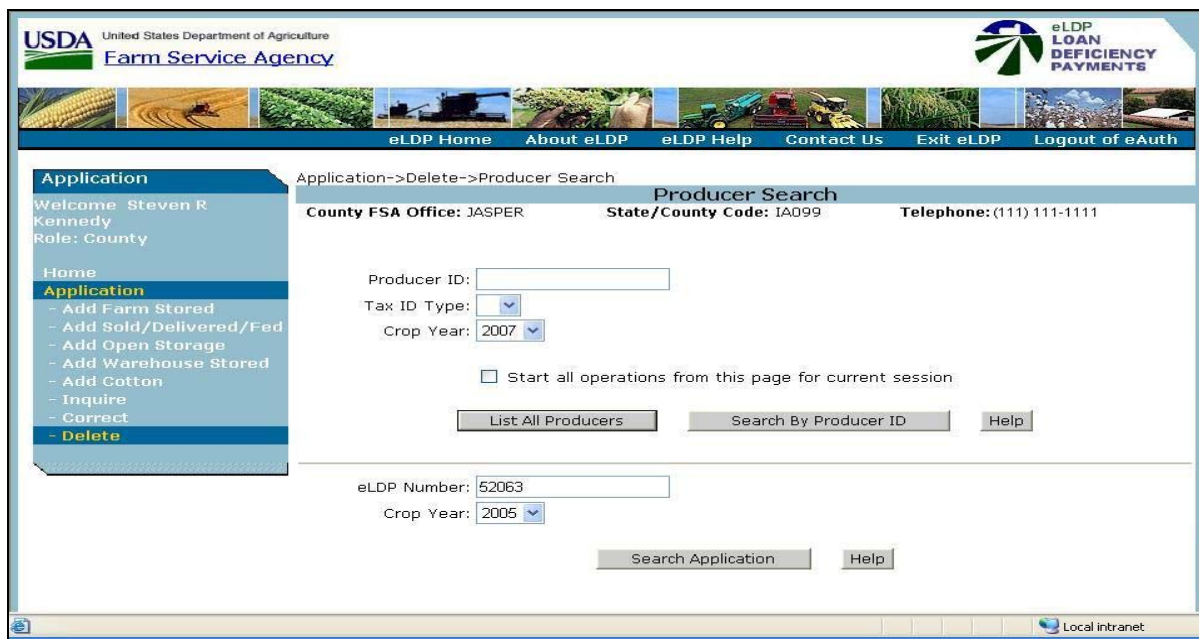 USDA United States Department of Agriculture
Farm Service Agency
eLDP
LOAN
DEFICIENCY
PAYMENTS
eLDP Home About eLDP eLDP Help Contact Us Exit eLDP Logout of eAuth
Application
Welcome Steven R
Kennedy
Role: County
Home
Application
- Add Farm Stored
- Add Sold/Delivered/Fed
- Add Open Storage
- Add Warehouse Stored
- Add Cotton
- Inquire
- Correct
- Delete
Application->Delete->Producer Search
Producer Search
County FSA Office: JASPER State/County Code: IA099 Telephone: (111) 111-1111
Producer ID:
Tax ID Type:
Crop Year: 2007
Start all operations from this page for current session
List All Producers Search By Producer ID Help
eLDP Number: 52063
Crop Year: 2005
Search Application Help
Local intranet